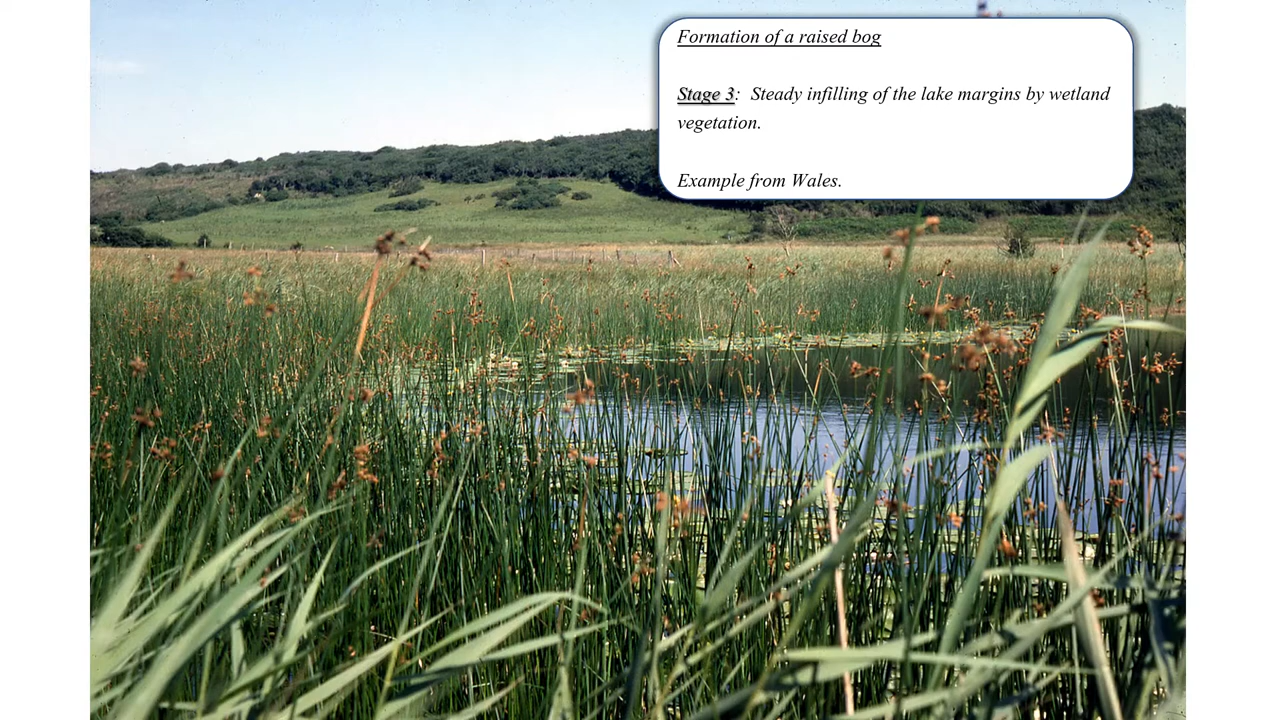 Formation of a raised bog
Stage 3:  Steady infilling of the lake margins by wetland
vegetation.
Example from Wales.